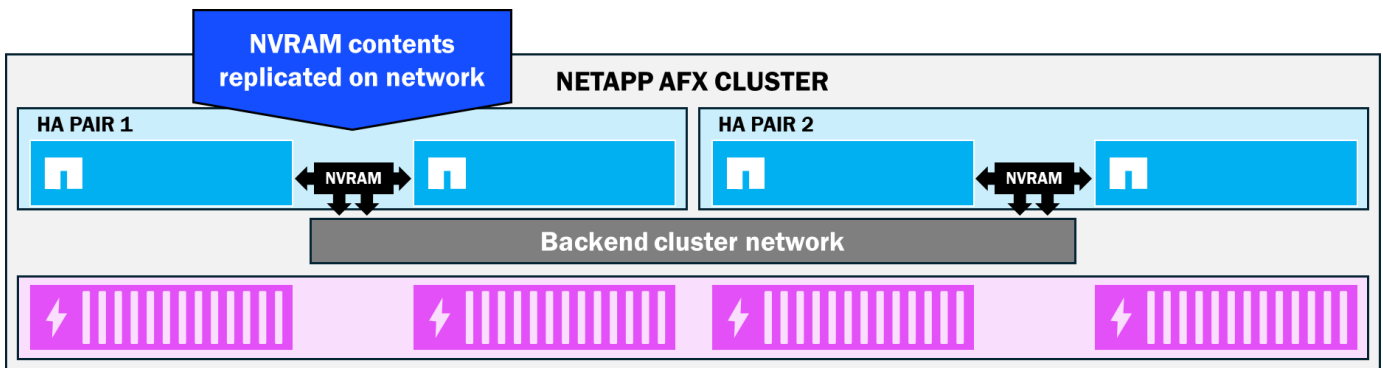 NVRAM contents
replicated on network
NETAPP AFX CLUSTER
HA PAIR 1
HA PAIR 2
NVRAM
NVRAM
Backend cluster network